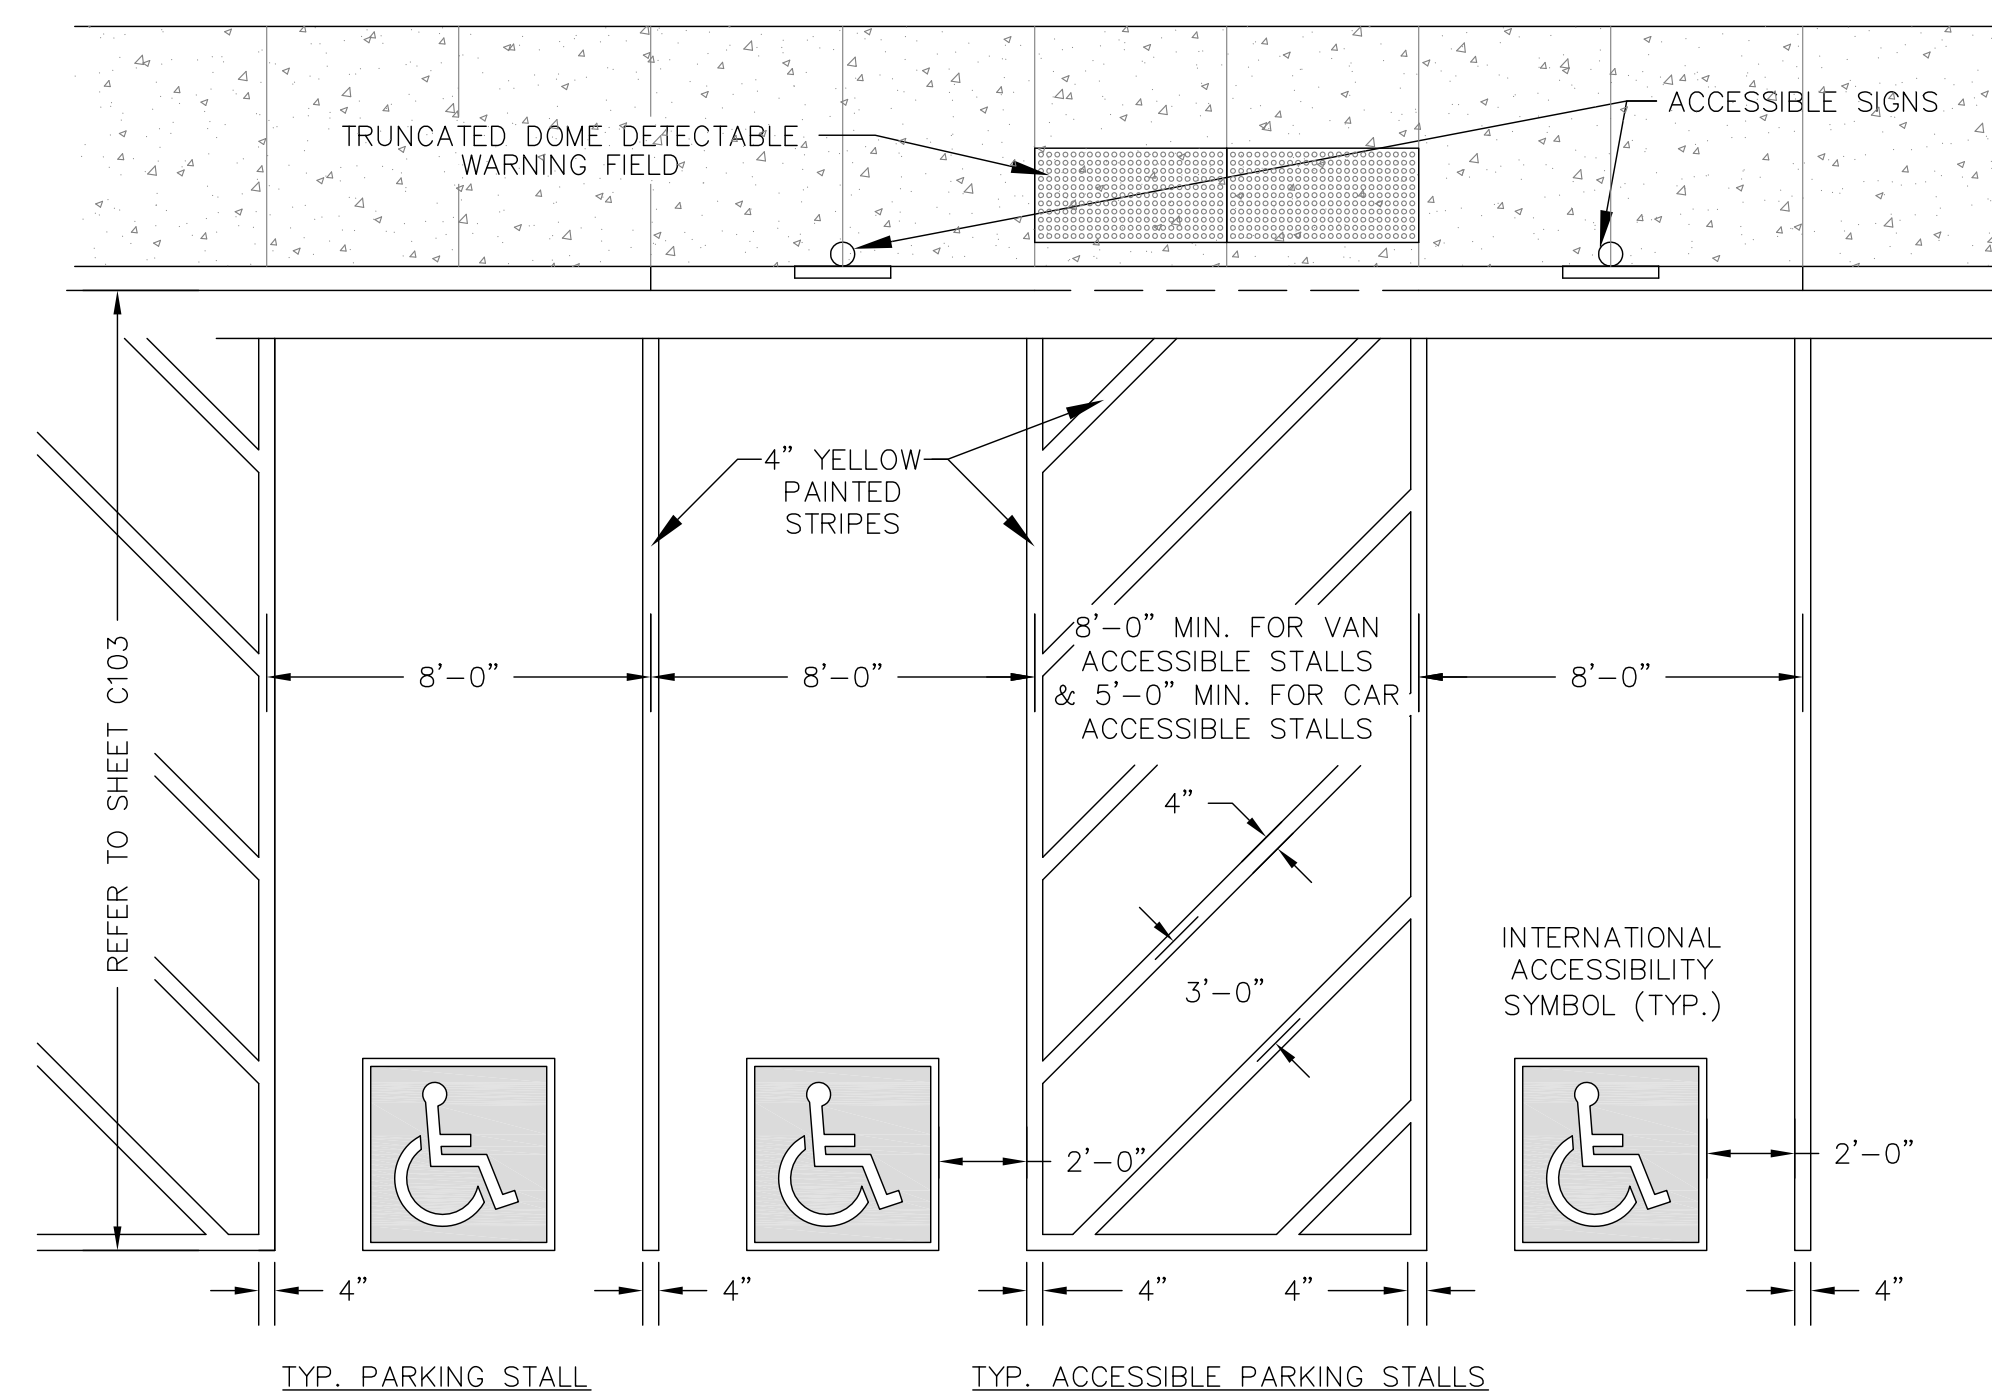 ACCESSIBLE SIGNS
TRUNCATED DOME DETECTABLE
WARNING FIELD
4” YELLOW
PAINTED
STRIPES
REFER TO SHEET C103
8’-0”
8’-0”
8’-0” MIN. FOR VAN
ACCESSIBLE STALLS
& 5’-0” MIN. FOR CAR
ACCESSIBLE STALLS
8’-0”
4”
3’-0”
INTERNATIONAL
ACCESSIBILITY
SYMBOL (TYP.)
2’-0”
2’-0”
4”
4”
4”
4”
4”
TYP. PARKING STALL
TYP. ACCESSIBLE PARKING STALLS